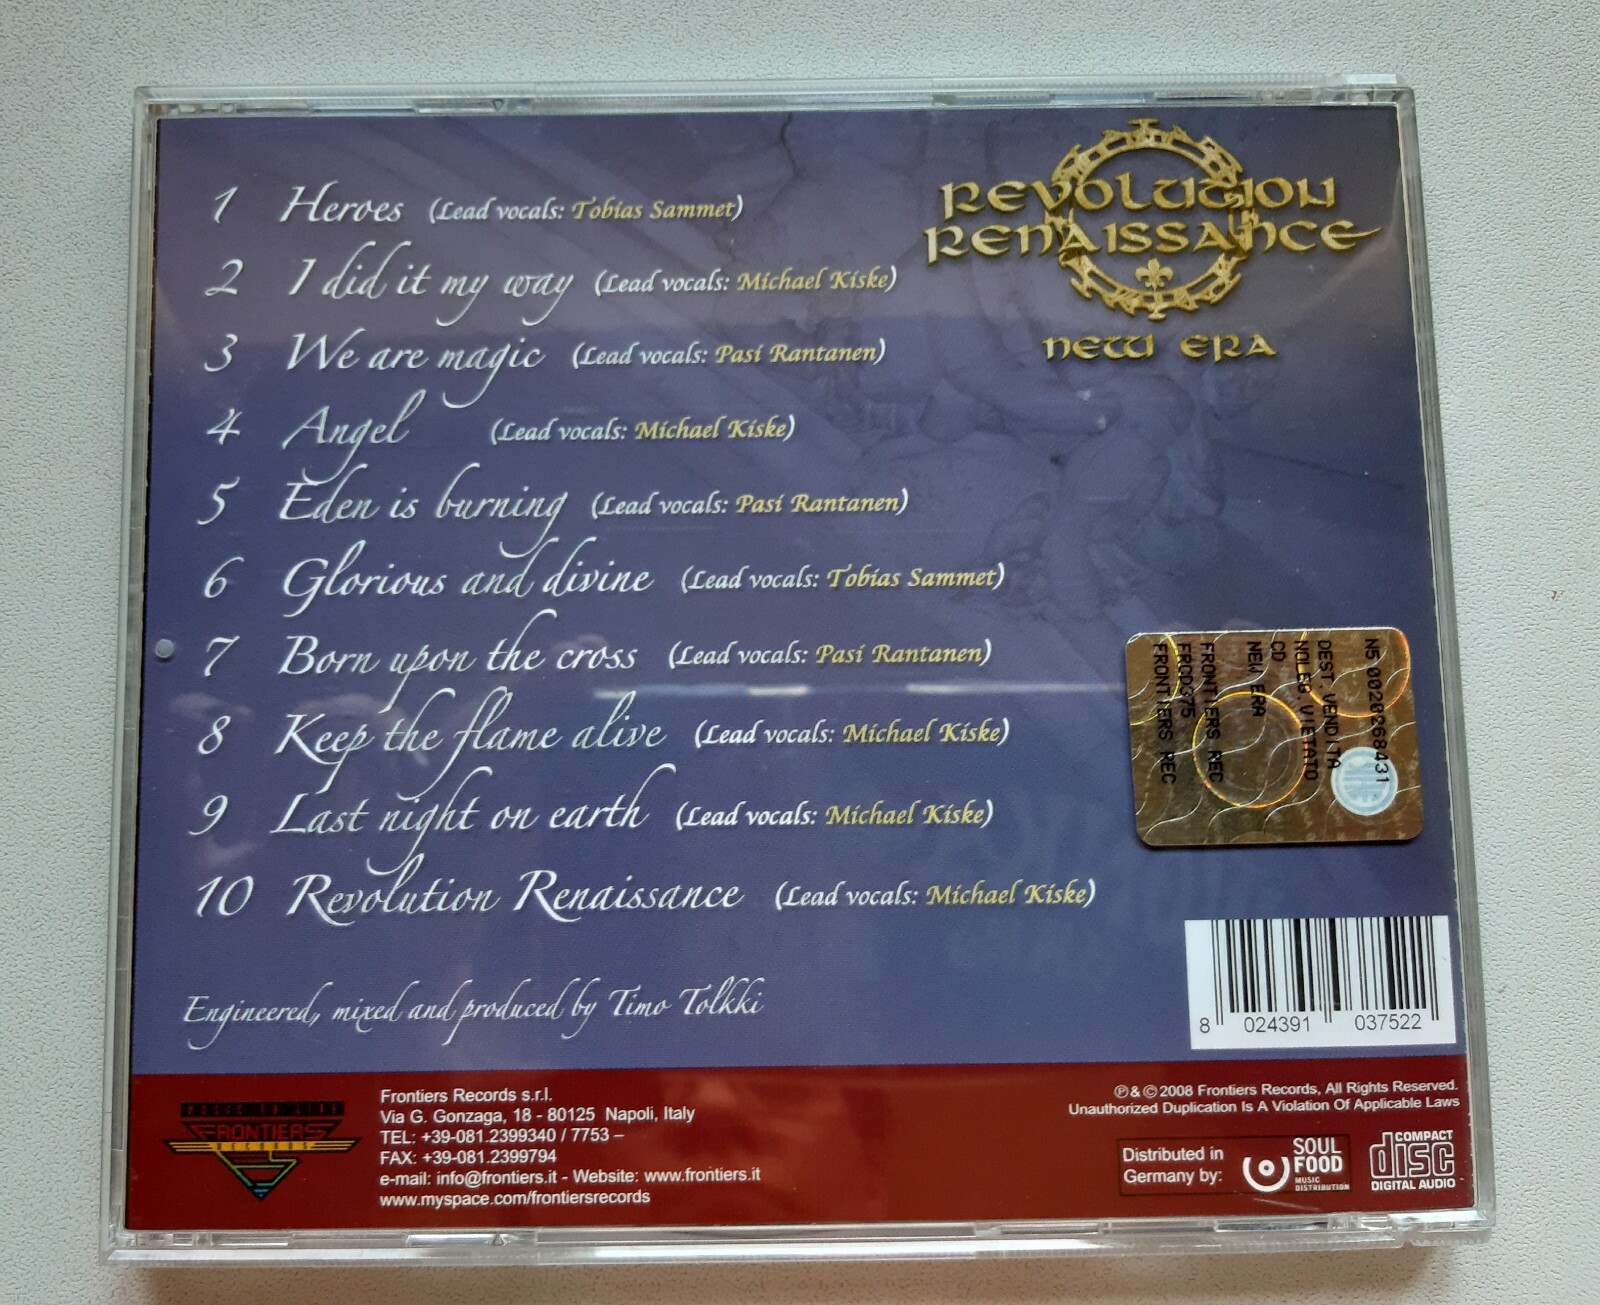 1 Heroes (Lead vocals: Tobias Sammet)
2 I did it my way (Lead vocals: Michael Kiske)
3 We are magic (Lead vocals: Pasi Rantanen)
4 Angel (Lead vocals: Michael Kiske)
5 Eden is burning (Lead vocals: Pasi Rantanen)
6 Glorious and divine (Lead vocals: Tobias Sammet)
7 Born upon the cross (Lead vocals: Pasi Rantanen)
8 Keep the flame alive (Lead vocals: Michael Kiske)
9 Last night on earth (Lead vocals: Michael Kiske)
10 Revolution Renaissance (Lead vocals: Michael Kiske)
Engineered, mixed and produced by Timo Tolkki
REVOLUTION
RENAISSANCE
NEW ERA
N5 0020268431
DEST.VENDITA
NOLEG.VIETATO
CD
NEW ERA
FRONTIERS REC
FRCD375
FRONTIERS REC
8 024391 037522
FRONTIERS
RECORDS
Frontiers Records s.r.l.
Via G. Gonzaga, 18 - 80125 Napoli, Italy
TEL: +39-081.2399340 / 7753 –
FAX: +39-081.2399794
e-mail: info@frontiers.it - Website: www.frontiers.it
www.myspace.com/frontiersrecords
℗ & © 2008 Frontiers Records, All Rights Reserved.
Unauthorized Duplication Is A Violation Of Applicable Laws
Distributed in
Germany by:
SOUL
FOOD
MUSIC
DISTRIBUTION
COMPACT
disc
DIGITAL AUDIO